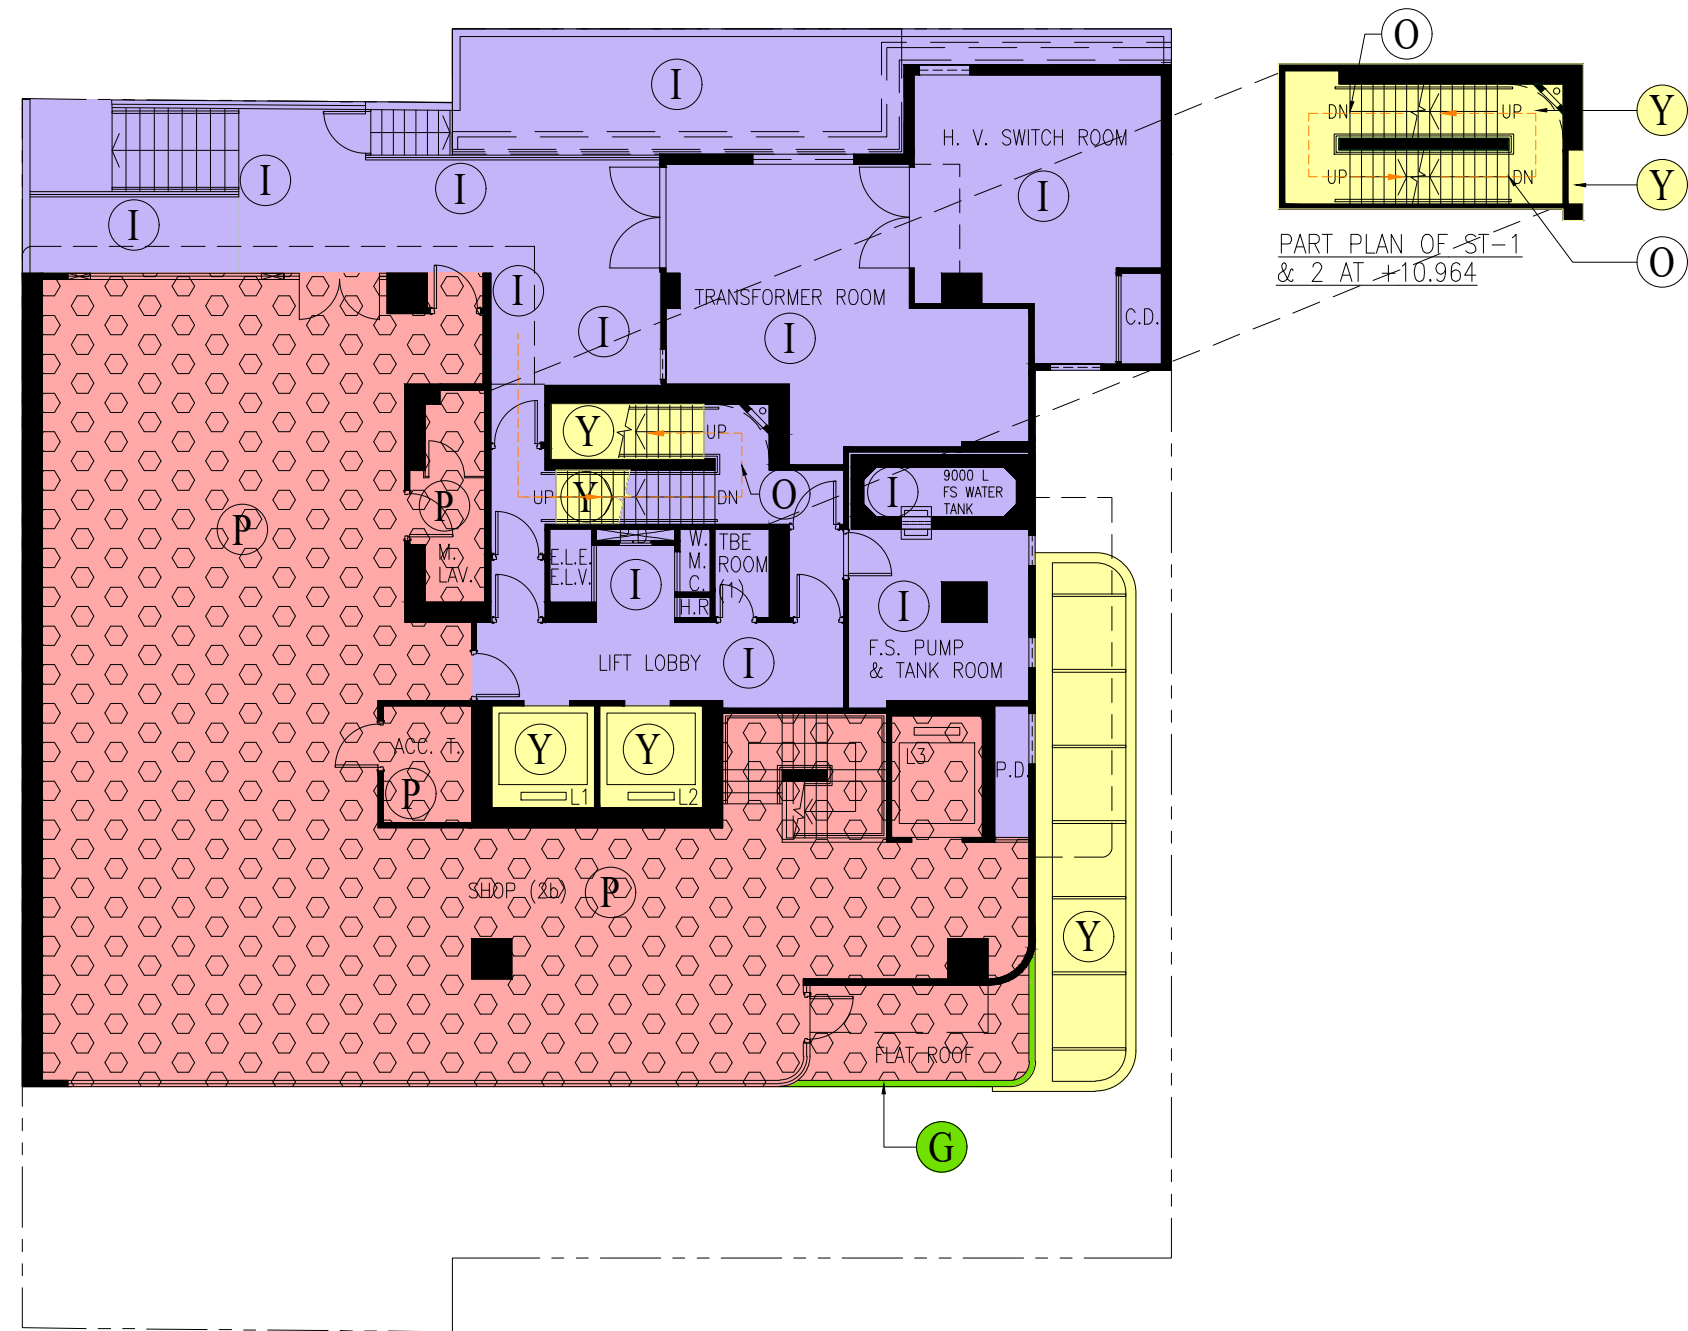 O
I
Y
H. V. SWITCH ROOM
DN
UP
I
I
I
Y
UP
DN
I
PART PLAN OF ST-1
& 2 AT +10.964
O
I
TRANSFORMER ROOM
C.D.
I
I
Y
UP
P
P
UP
Y
DN
O
I
9000 L
FS WATER
TANK
M.
LAV.
E.L.E.
E.L.V.
P.D.
I
W.
M.
C.
H.R
TBE
ROOM
(1)
I
LIFT LOBBY
I
F.S. PUMP
& TANK ROOM
ACC. T.
P
Y
L1
Y
L2
L3
P.D.
SHOP (2b)
P
Y
FLAT ROOF
G